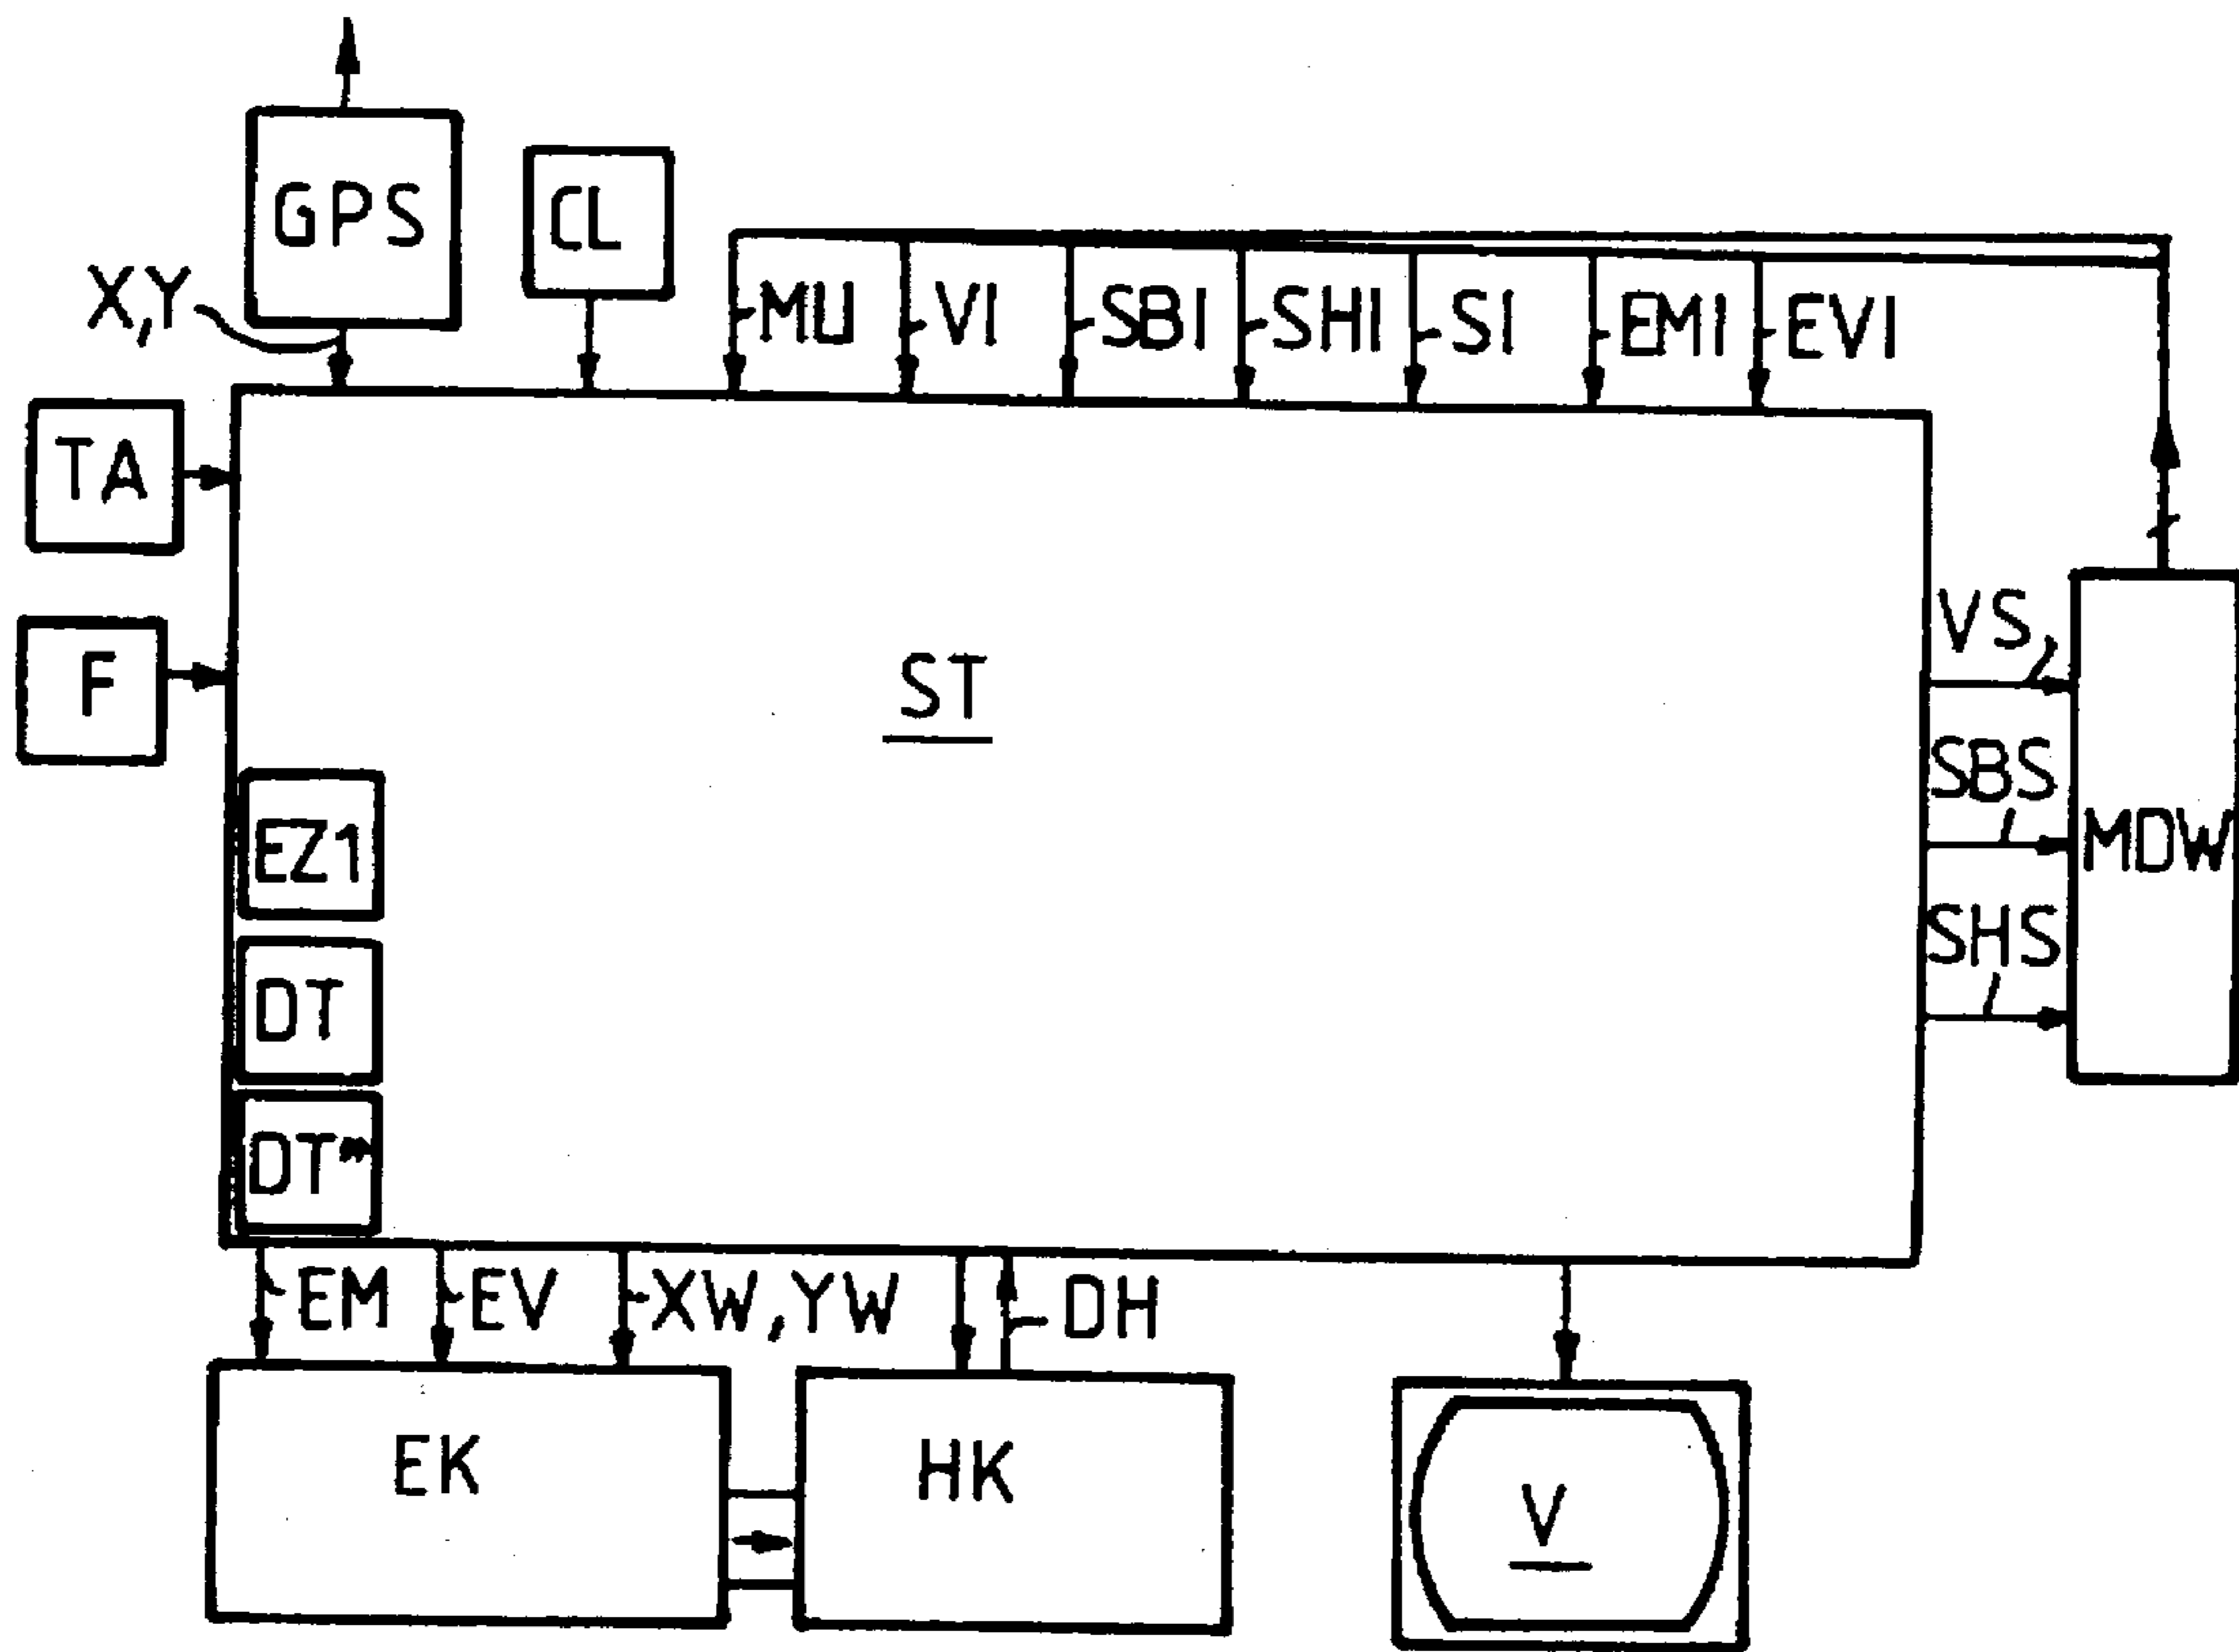 GPS
CL
X,Y
MU VI SBI SHI SI EMI EVI
TA
F
ST
VS
SBS
MDW
SHS
EZ1
DT
DT"
EM EV XW,YW DH
EK
HK
V